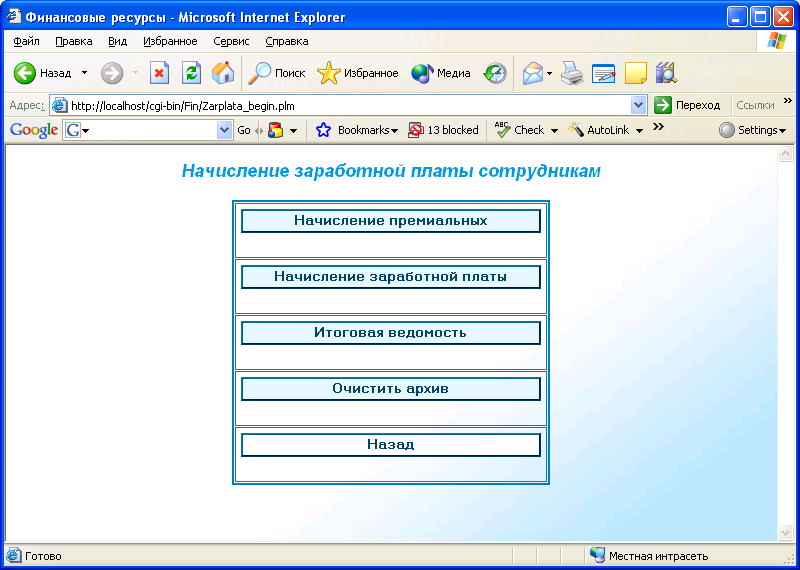 Финансовые ресурсы - Microsoft Internet Explorer
Файл Правка Вид Избранное Сервис Справка
Назад Поиск Избранное Медиа
Адрес: http://localhost/cgi-bin/Fin/Zarplata_begin.plm Переход Ссылки »
Google G Go Bookmarks 13 blocked ABC Check AutoLink » Settings
Начисление заработной платы сотрудникам
Начисление премиальных
Начисление заработной платы
Итоговая ведомость
Очистить архив
Назад
Готово Местная интрасеть